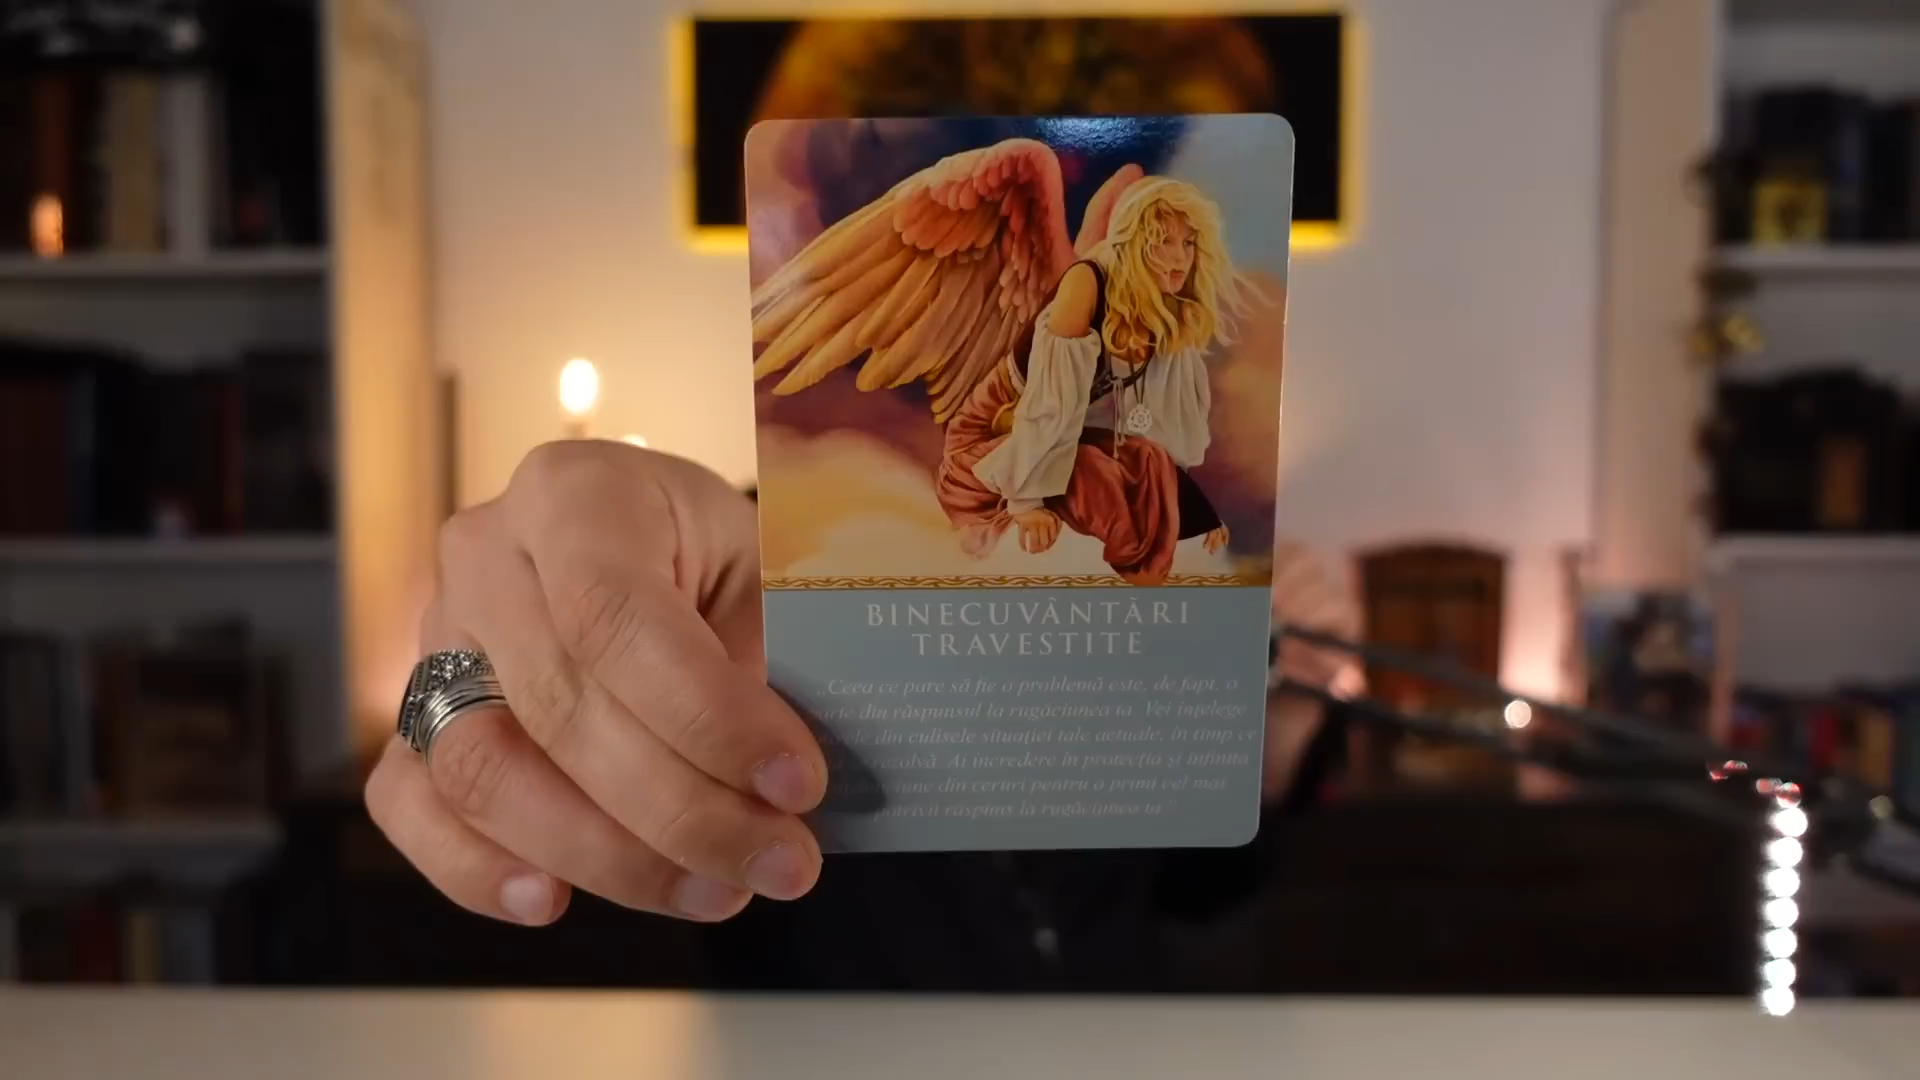 BINECUVÂNTĂRI
TRAVESTITE
„Ceea ce pare să fie o problemă este, de fapt, o
din răspunsul la rugăciunea ta. Vei înțelege
din culisele situației tale actuale, în timp ce
rezolvă. Ai încredere în protecția și infinita
din ceruri pentru a primi cel mai
potrivit răspuns la rugăciunea ta.”